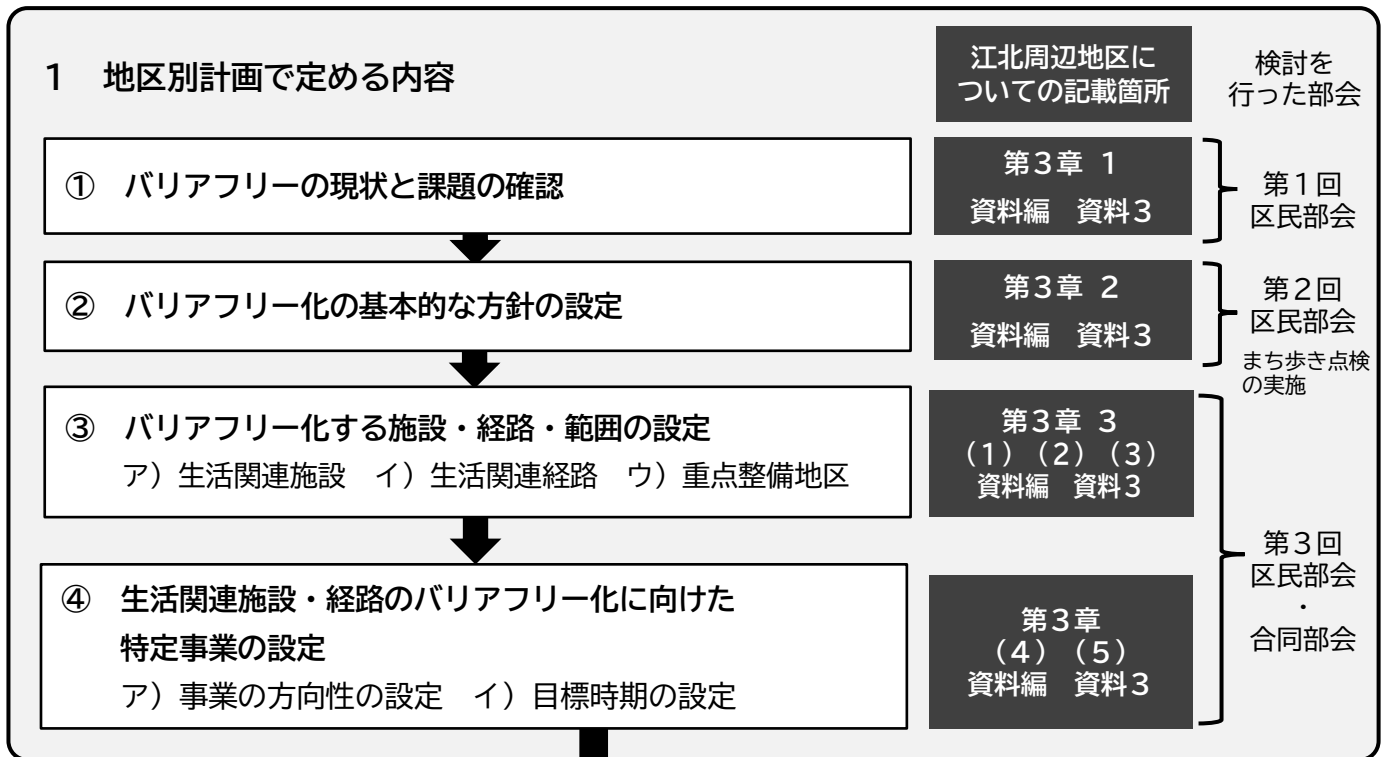 1 地区別計画で定める内容
江北周辺地区に
ついての記載箇所
検討を
行った部会
① バリアフリーの現状と課題の確認
第3章 1
資料編 資料3
第1回
区民部会
② バリアフリー化の基本的な方針の設定
第3章 2
資料編 資料3
第2回
区民部会
まち歩き点検
の実施
③ バリアフリー化する施設・経路・範囲の設定
ア）生活関連施設 イ）生活関連経路 ウ）重点整備地区
第3章 3
（1）（2）（3）
資料編 資料3
第3回
区民部会
・
合同部会
④ 生活関連施設・経路のバリアフリー化に向けた
特定事業の設定
ア）事業の方向性の設定 イ）目標時期の設定
第3章
（4）（5）
資料編 資料3